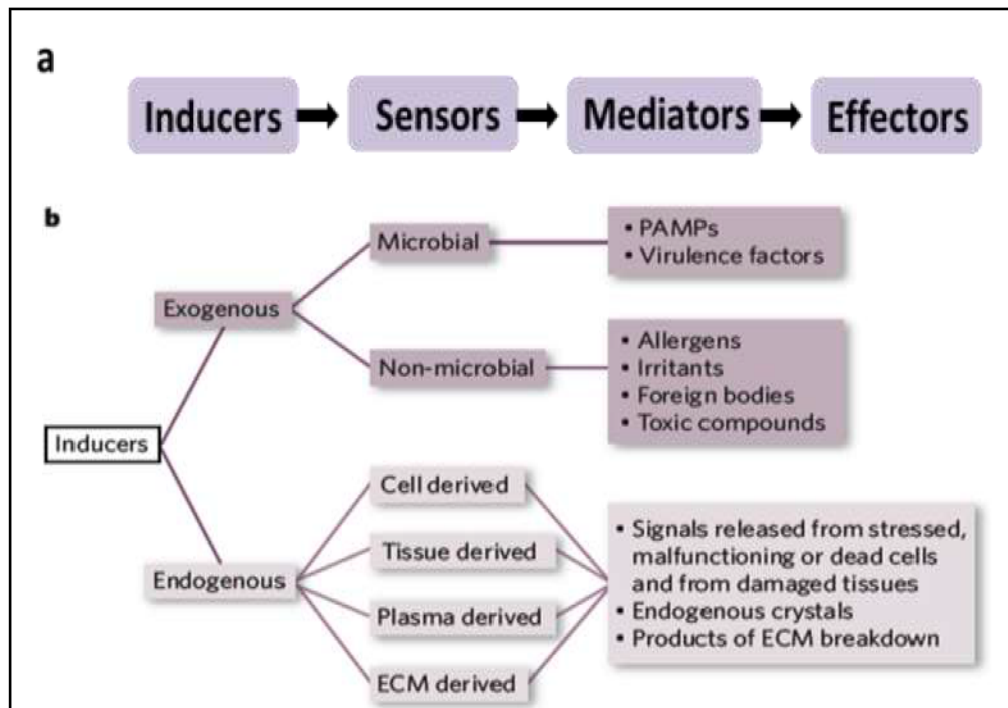 a
Inducers Sensors Mediators Effectors
b
Microbial
• PAMPs
• Virulence factors
Exogenous
Non-microbial
• Allergens
• Irritants
• Foreign bodies
• Toxic compounds
Inducers
Endogenous
Cell derived
Tissue derived
Plasma derived
ECM derived
• Signals released from stressed,
malfunctioning or dead cells
and from damaged tissues
• Endogenous crystals
• Products of ECM breakdown